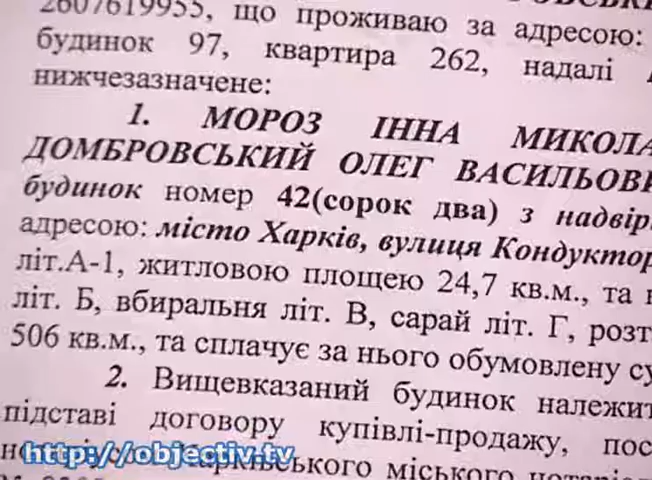 2607619955, що проживаю за адресою:
будинок 97, квартира 262, надалі
нижчезазначене:
1. МОРОЗ ІННА МИКОЛА
ДОМБРОВСЬКИЙ ОЛЕГ ВАСИЛЬОВИ
будинок номер 42(сорок два) з надвір
адресою: місто Харків, вулиця Кондуктор
літ.А-1, житловою площею 24,7 кв.м., та
літ. Б, вбиральня літ. В, сарай літ. Г, розт
506 кв.м., та сплачує за нього обумовлену су
2. Вищевказаний будинок належит
підставі договору купівлі-продажу, пос
міського
http://objectiv.tv